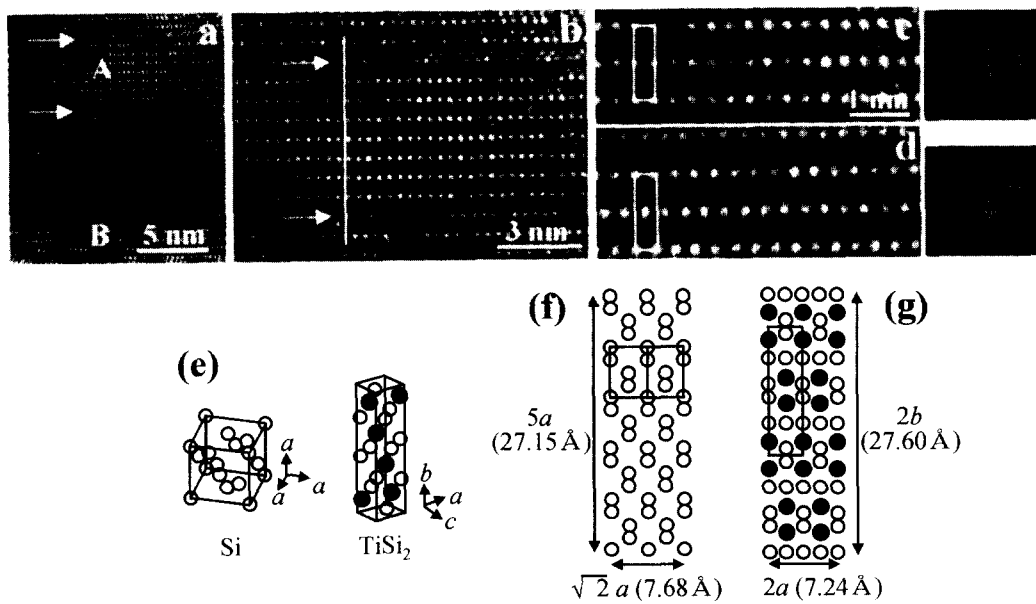 a
A
B
5 nm
b
3 nm
c
1 nm
d
(e)
a
a
a
Si
b
a
c
TiSi2
(f)
5a
(27.15 Å)
√2 a (7.68 Å)
(g)
2b
(27.60 Å)
2a (7.24 Å)